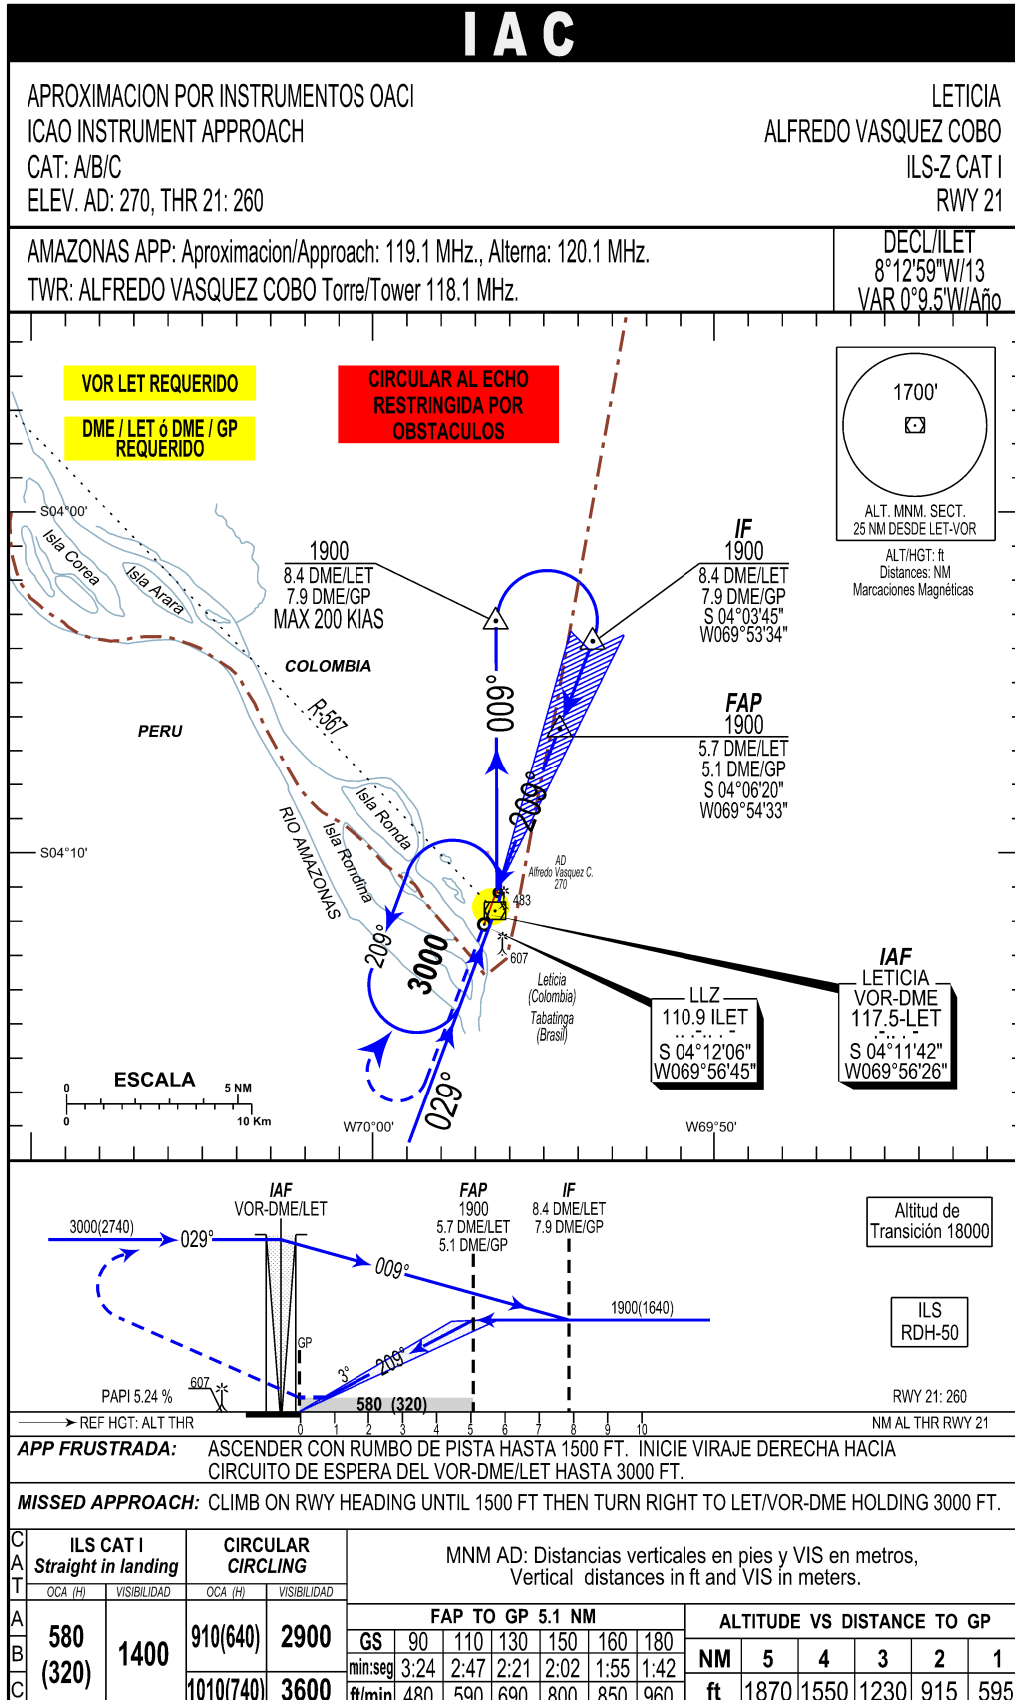 IAC
APROXIMACION POR INSTRUMENTOS OACI
ICAO INSTRUMENT APPROACH
CAT: A/B/C
ELEV. AD: 270, THR 21: 260
LETICIA
ALFREDO VASQUEZ COBO
ILS-Z CAT I
RWY 21
AMAZONAS APP: Aproximacion/Approach: 119.1 MHz., Alterna: 120.1 MHz.
TWR: ALFREDO VASQUEZ COBO Torre/Tower 118.1 MHz.
DECL/ILET
8°12'59"W/13
VAR 0°9.5'W/Año
VOR LET REQUERIDO
DME / LET ó DME / GP
REQUERIDO
CIRCULAR AL ECHO
RESTRINGIDA POR
OBSTACULOS
1700'
ALT. MNM. SECT.
25 NM DESDE LET-VOR
ALT/HGT: ft
Distances: NM
Marcaciones Magnéticas
S04°00'
Isla Corea
Isla Arara
1900
8.4 DME/LET
7.9 DME/GP
MAX 200 KIAS
IF
1900
8.4 DME/LET
7.9 DME/GP
S 04°03'45"
W069°53'34"
COLOMBIA
PERU
R-567
009°
FAP
1900
5.7 DME/LET
5.1 DME/GP
S 04°06'20"
W069°54'33"
209°
Isla Ronda
Isla Rondina
RIO AMAZONAS
S04°10'
AD
Alfredo Vasquez C.
270
483
607
209°
3000
Leticia
(Colombia)
Tabatinga
(Brasil)
IAF
LETICIA
VOR-DME
117.5-LET
S 04°11'42"
W069°56'26"
LLZ
110.9 ILET
S 04°12'06"
W069°56'45"
029°
ESCALA
0 5 NM
0 10 Km
W70°00'
W69°50'
IAF
VOR-DME/LET
FAP
1900
5.7 DME/LET
5.1 DME/GP
IF
8.4 DME/LET
7.9 DME/GP
Altitud de
Transición 18000
3000(2740)
029°
009°
1900(1640)
ILS
RDH-50
GP
3°
209°
607
PAPI 5.24 %
580 (320)
RWY 21: 260
REF HGT: ALT THR
0 1 2 3 4 5 6 7 8 9 10
NM AL THR RWY 21
APP FRUSTRADA: ASCENDER CON RUMBO DE PISTA HASTA 1500 FT. INICIE VIRAJE DERECHA HACIA
CIRCUITO DE ESPERA DEL VOR-DME/LET HASTA 3000 FT.
MISSED APPROACH: CLIMB ON RWY HEADING UNTIL 1500 FT THEN TURN RIGHT TO LET/VOR-DME HOLDING 3000 FT.
CAT
ILS CAT I
Straight in landing
CIRCULAR
CIRCLING
OCA (H) VISIBILIDAD OCA (H) VISIBILIDAD
MNM AD: Distancias verticales en pies y VIS en metros,
Vertical distances in ft and VIS in meters.
A
B
C
580
(320)
1400
910(640) 2900
1010(740) 3600
FAP TO GP 5.1 NM
GS 90 110 130 150 160 180
min:seg 3:24 2:47 2:21 2:02 1:55 1:42
ft/min 480 590 690 800 850 960
ALTITUDE VS DISTANCE TO GP
NM 5 4 3 2 1
ft 1870 1550 1230 915 595